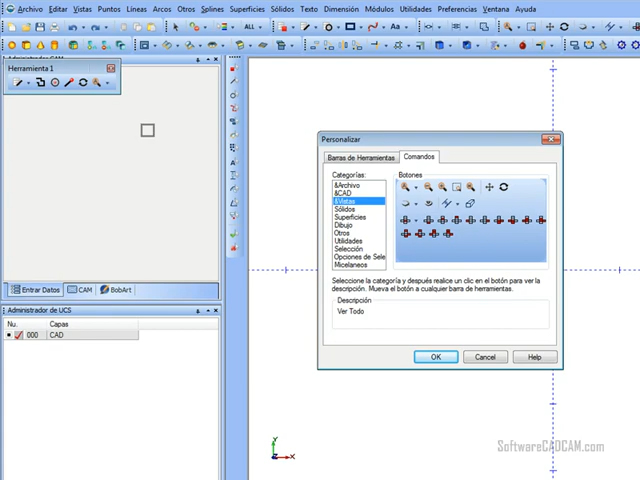 Archivo Editar Vistas Puntos Lineas Arcos Otros Splines Superficies Sólidos Texto Dimensión Módulos Utilidades Preferencias Ventana Ayuda
ALL Aa
Administrador CAM
Herramienta 1
Personalizar
Barras de Herramientas Comandos
Categorías: Botones
&Archivo
&CAD
&Vistas
Sólidos
Superficies
Dibujo
Otros
Utilidades
Selección
Opciones de Sele
Micelaneos
Seleccione la categoría y después realice un clic en el botón para ver la
descripción. Mueva el botón a cualquier barra de herramientas.
Descripción
Ver Todo
OK Cancel Help
Entrar Datos CAM BobArt
Administrador de UCS
Nu. Capas
000 CAD
Y
X
Z
SoftwareCADCAM.com